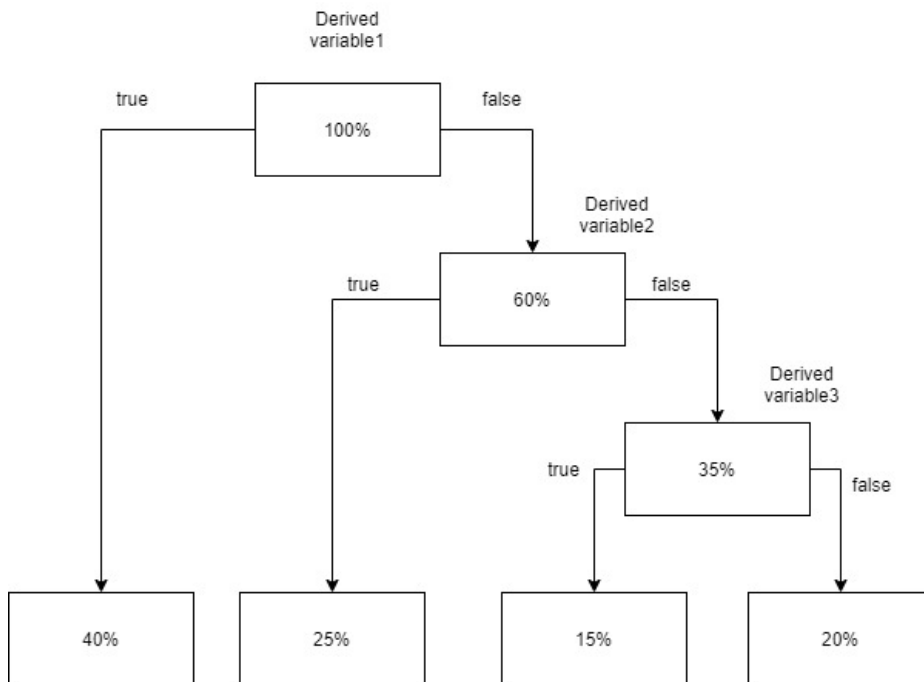 Derived
variable1
true
false
100%
Derived
variable2
true
false
60%
Derived
variable3
true
35%
false
40%
25%
15%
20%